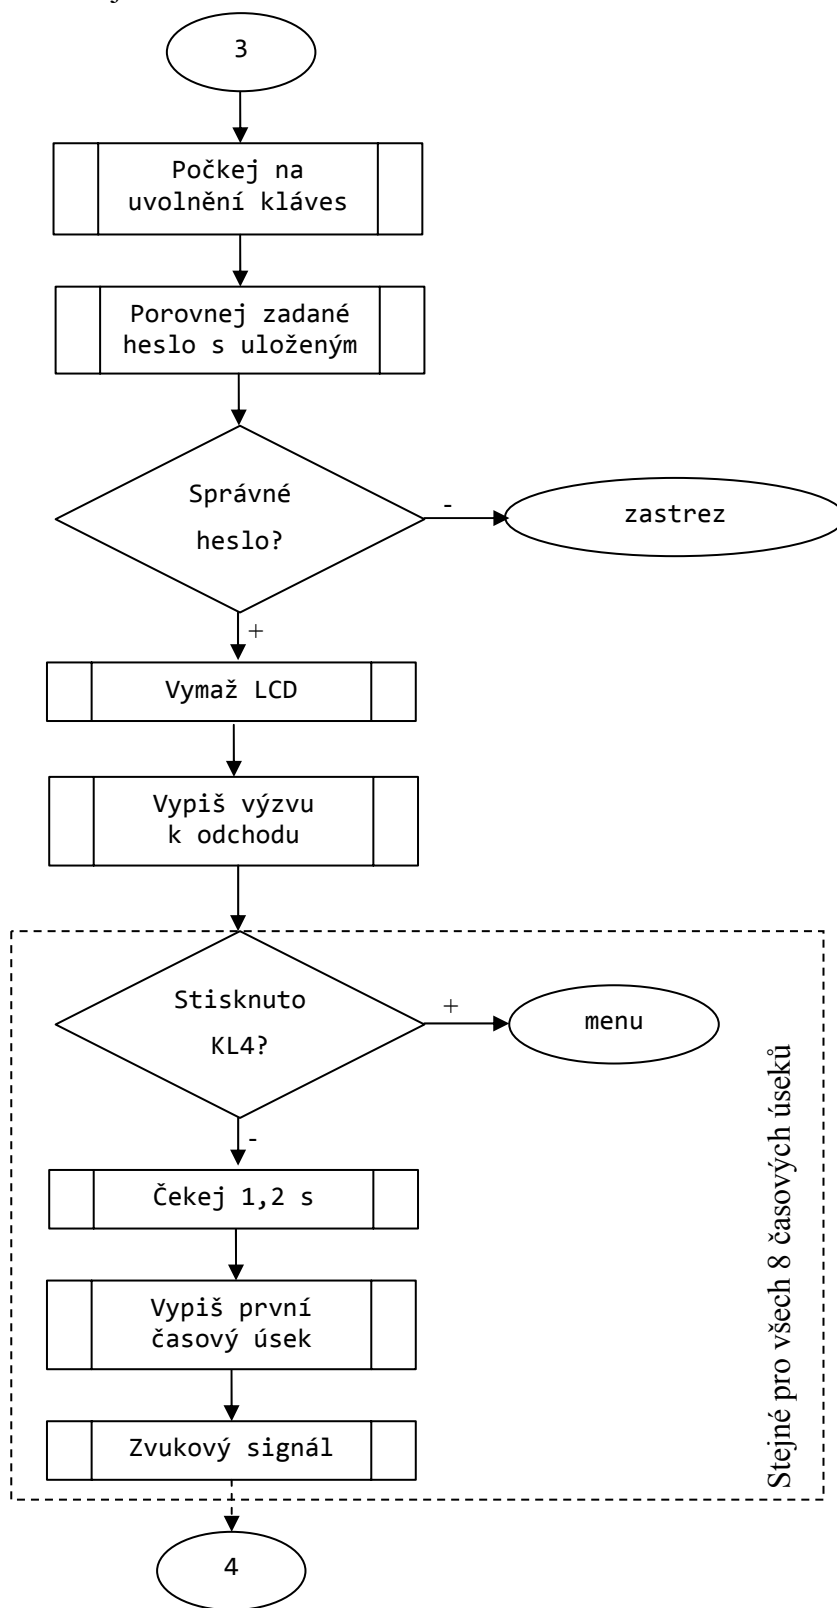 3
Počkej na
uvolnění kláves
Porovnej zadané
heslo s uloženým
Správné
heslo?
-
zastrez
+
Vymaž LCD
Vypiš výzvu
k odchodu
Stisknuto
KL4?
+
menu
-
Čekej 1,2 s
Vypiš první
časový úsek
Zvukový signál
Stejné pro všech 8 časových úseků
4